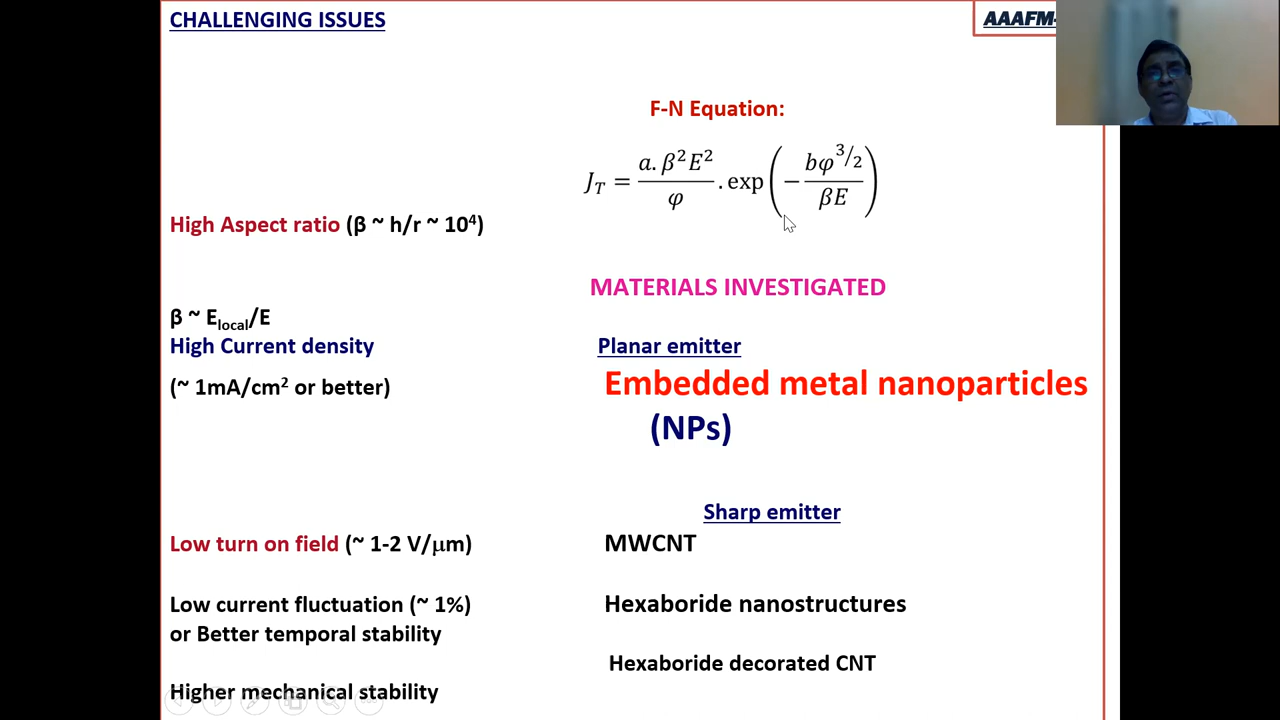 CHALLENGING ISSUES
AAAFM-
F-N Equation:
J_T = a.β²E²/φ .exp(−bφ^3/2/βE)
High Aspect ratio (β ~ h/r ~ 10⁴)
MATERIALS INVESTIGATED
β ~ E_local/E
High Current density
Planar emitter
(~ 1mA/cm² or better)
Embedded metal nanoparticles
(NPs)
Sharp emitter
Low turn on field (~ 1-2 V/μm)
MWCNT
Low current fluctuation (~ 1%)
or Better temporal stability
Hexaboride nanostructures
Hexaboride decorated CNT
Higher mechanical stability